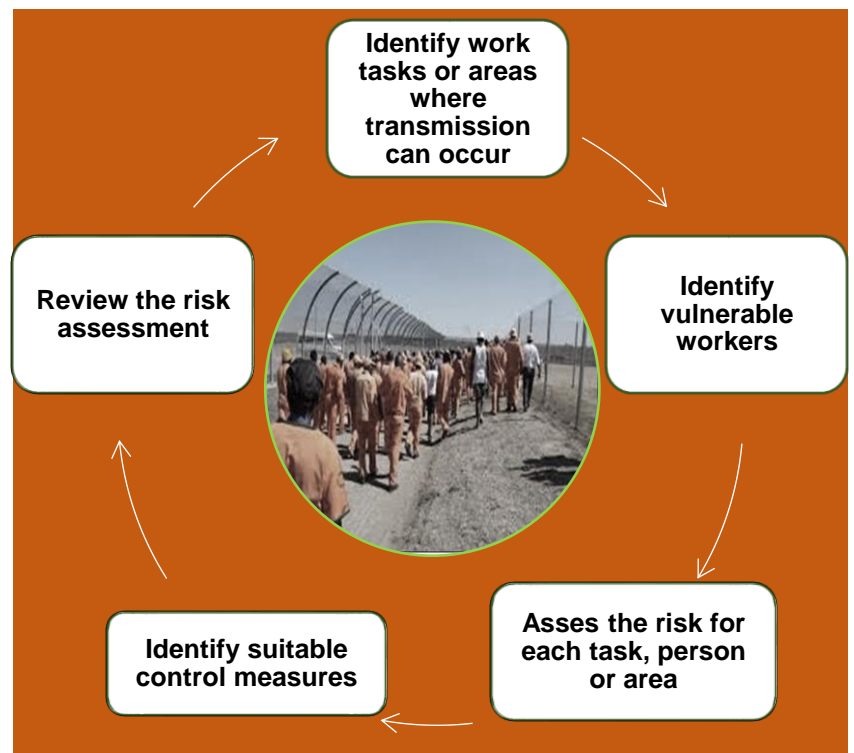 Identify work
tasks or areas
where
transmission
can occur
Identify
vulnerable
workers
Asses the risk for
each task, person
or area
Identify suitable
control measures
Review the risk
assessment